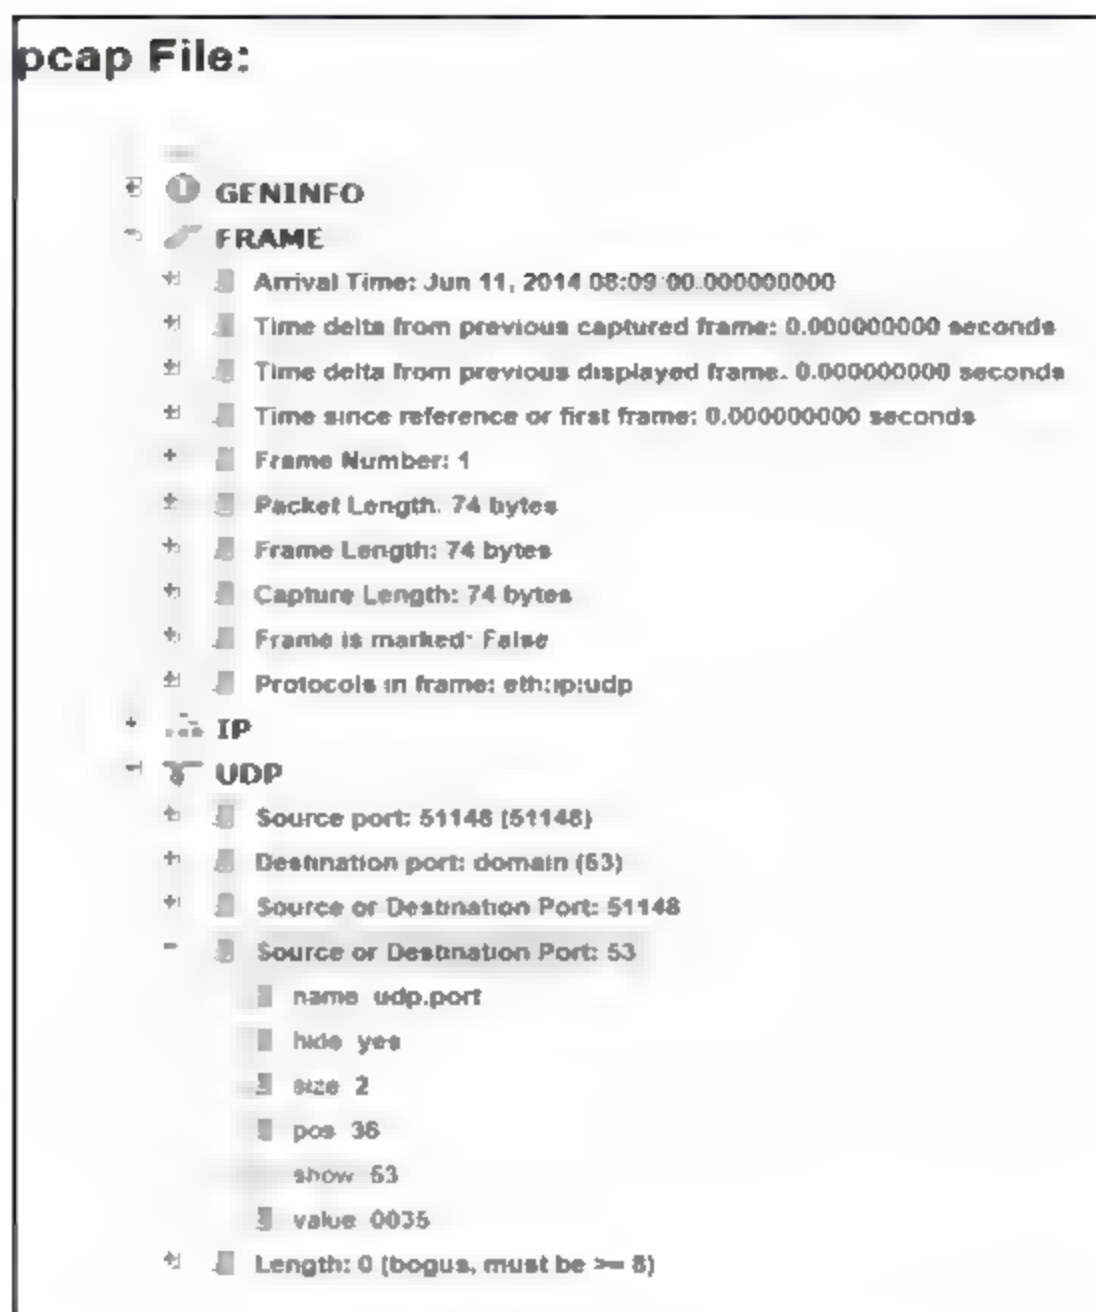 pcap File:
GENINFO
FRAME
Arrival Time: Jun 11, 2014 08:09:00.000000000
Time delta from previous captured frame: 0.000000000 seconds
Time delta from previous displayed frame. 0.000000000 seconds
Time since reference or first frame: 0.000000000 seconds
Frame Number: 1
Packet Length. 74 bytes
Frame Length: 74 bytes
Capture Length: 74 bytes
Frame is marked: False
Protocols in frame: eth:ip:udp
IP
UDP
Source port: 51148 (51148)
Destination port: domain (53)
Source or Destination Port: 51148
Source or Destination Port: 53
name udp.port
hide yes
size 2
pos 36
show 53
value 0035
Length: 0 (bogus, must be >= 8)